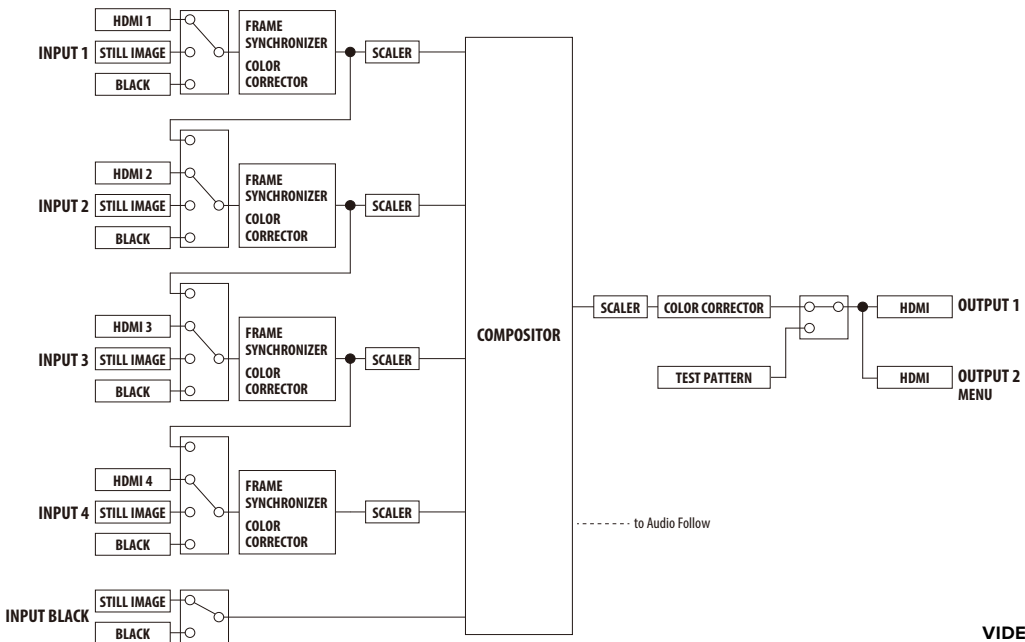 HDMI 1
INPUT 1
STILL IMAGE
BLACK
FRAME
SYNCHRONIZER
COLOR
CORRECTOR
SCALER
HDMI 2
INPUT 2
STILL IMAGE
BLACK
FRAME
SYNCHRONIZER
COLOR
CORRECTOR
SCALER
HDMI 3
INPUT 3
STILL IMAGE
BLACK
FRAME
SYNCHRONIZER
COLOR
CORRECTOR
SCALER
HDMI 4
INPUT 4
STILL IMAGE
BLACK
FRAME
SYNCHRONIZER
COLOR
CORRECTOR
SCALER
INPUT BLACK
STILL IMAGE
BLACK
COMPOSITOR
SCALER
COLOR CORRECTOR
HDMI
OUTPUT 1
TEST PATTERN
HDMI
OUTPUT 2
MENU
to Audio Follow
VIDE